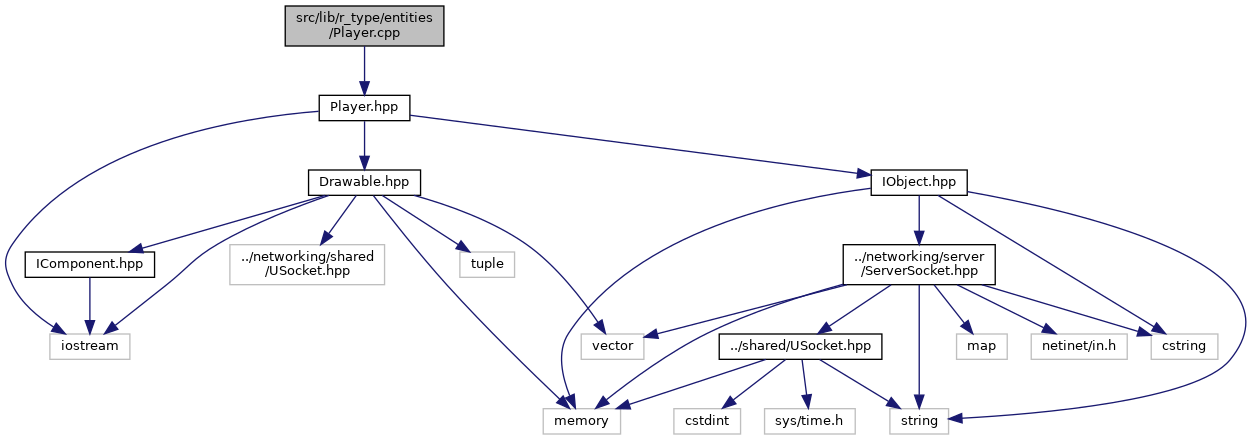 src/lib/r_type/entities
/Player.cpp
Player.hpp
Drawable.hpp
IObject.hpp
IComponent.hpp
../networking/shared
/USocket.hpp
tuple
../networking/server
/ServerSocket.hpp
iostream
vector
../shared/USocket.hpp
map
netinet/in.h
cstring
memory
cstdint
sys/time.h
string